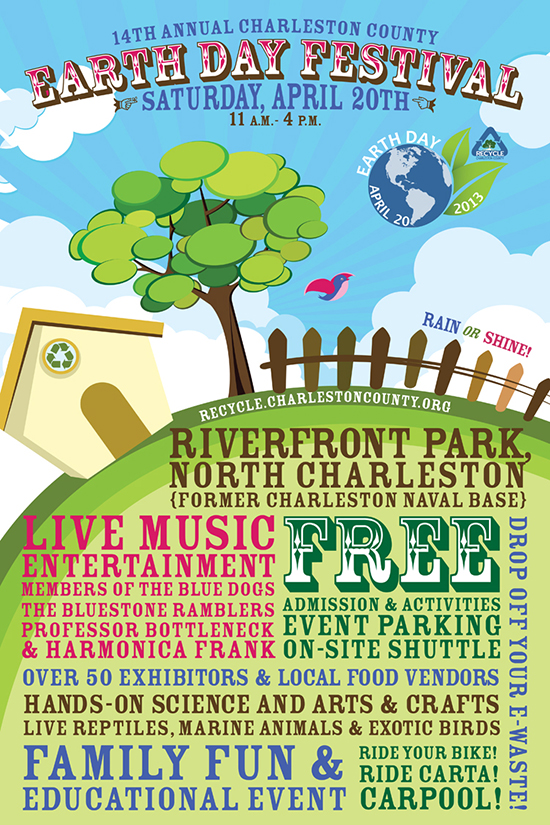 14TH ANNUAL CHARLESTON COUNTY
EARTH DAY FESTIVAL
SATURDAY, APRIL 20TH
11 A.M.- 4 P.M.
EARTH DAY
APRIL 20
2013
RECYCLE
RAIN OR SHINE!
RECYCLE.CHARLESTONCOUNTY.ORG
RIVERFRONT PARK,
NORTH CHARLESTON
{FORMER CHARLESTON NAVAL BASE}
LIVE MUSIC
ENTERTAINMENT
MEMBERS OF THE BLUE DOGS
THE BLUESTONE RAMBLERS
PROFESSOR BOTTLENECK
& HARMONICA FRANK
FREE
ADMISSION & ACTIVITIES
EVENT PARKING
ON-SITE SHUTTLE
DROP OFF YOUR E-WASTE!
OVER 50 EXHIBITORS & LOCAL FOOD VENDORS
HANDS-ON SCIENCE AND ARTS & CRAFTS
LIVE REPTILES, MARINE ANIMALS & EXOTIC BIRDS
FAMILY FUN &
EDUCATIONAL EVENT
RIDE YOUR BIKE!
RIDE CARTA!
CARPOOL!